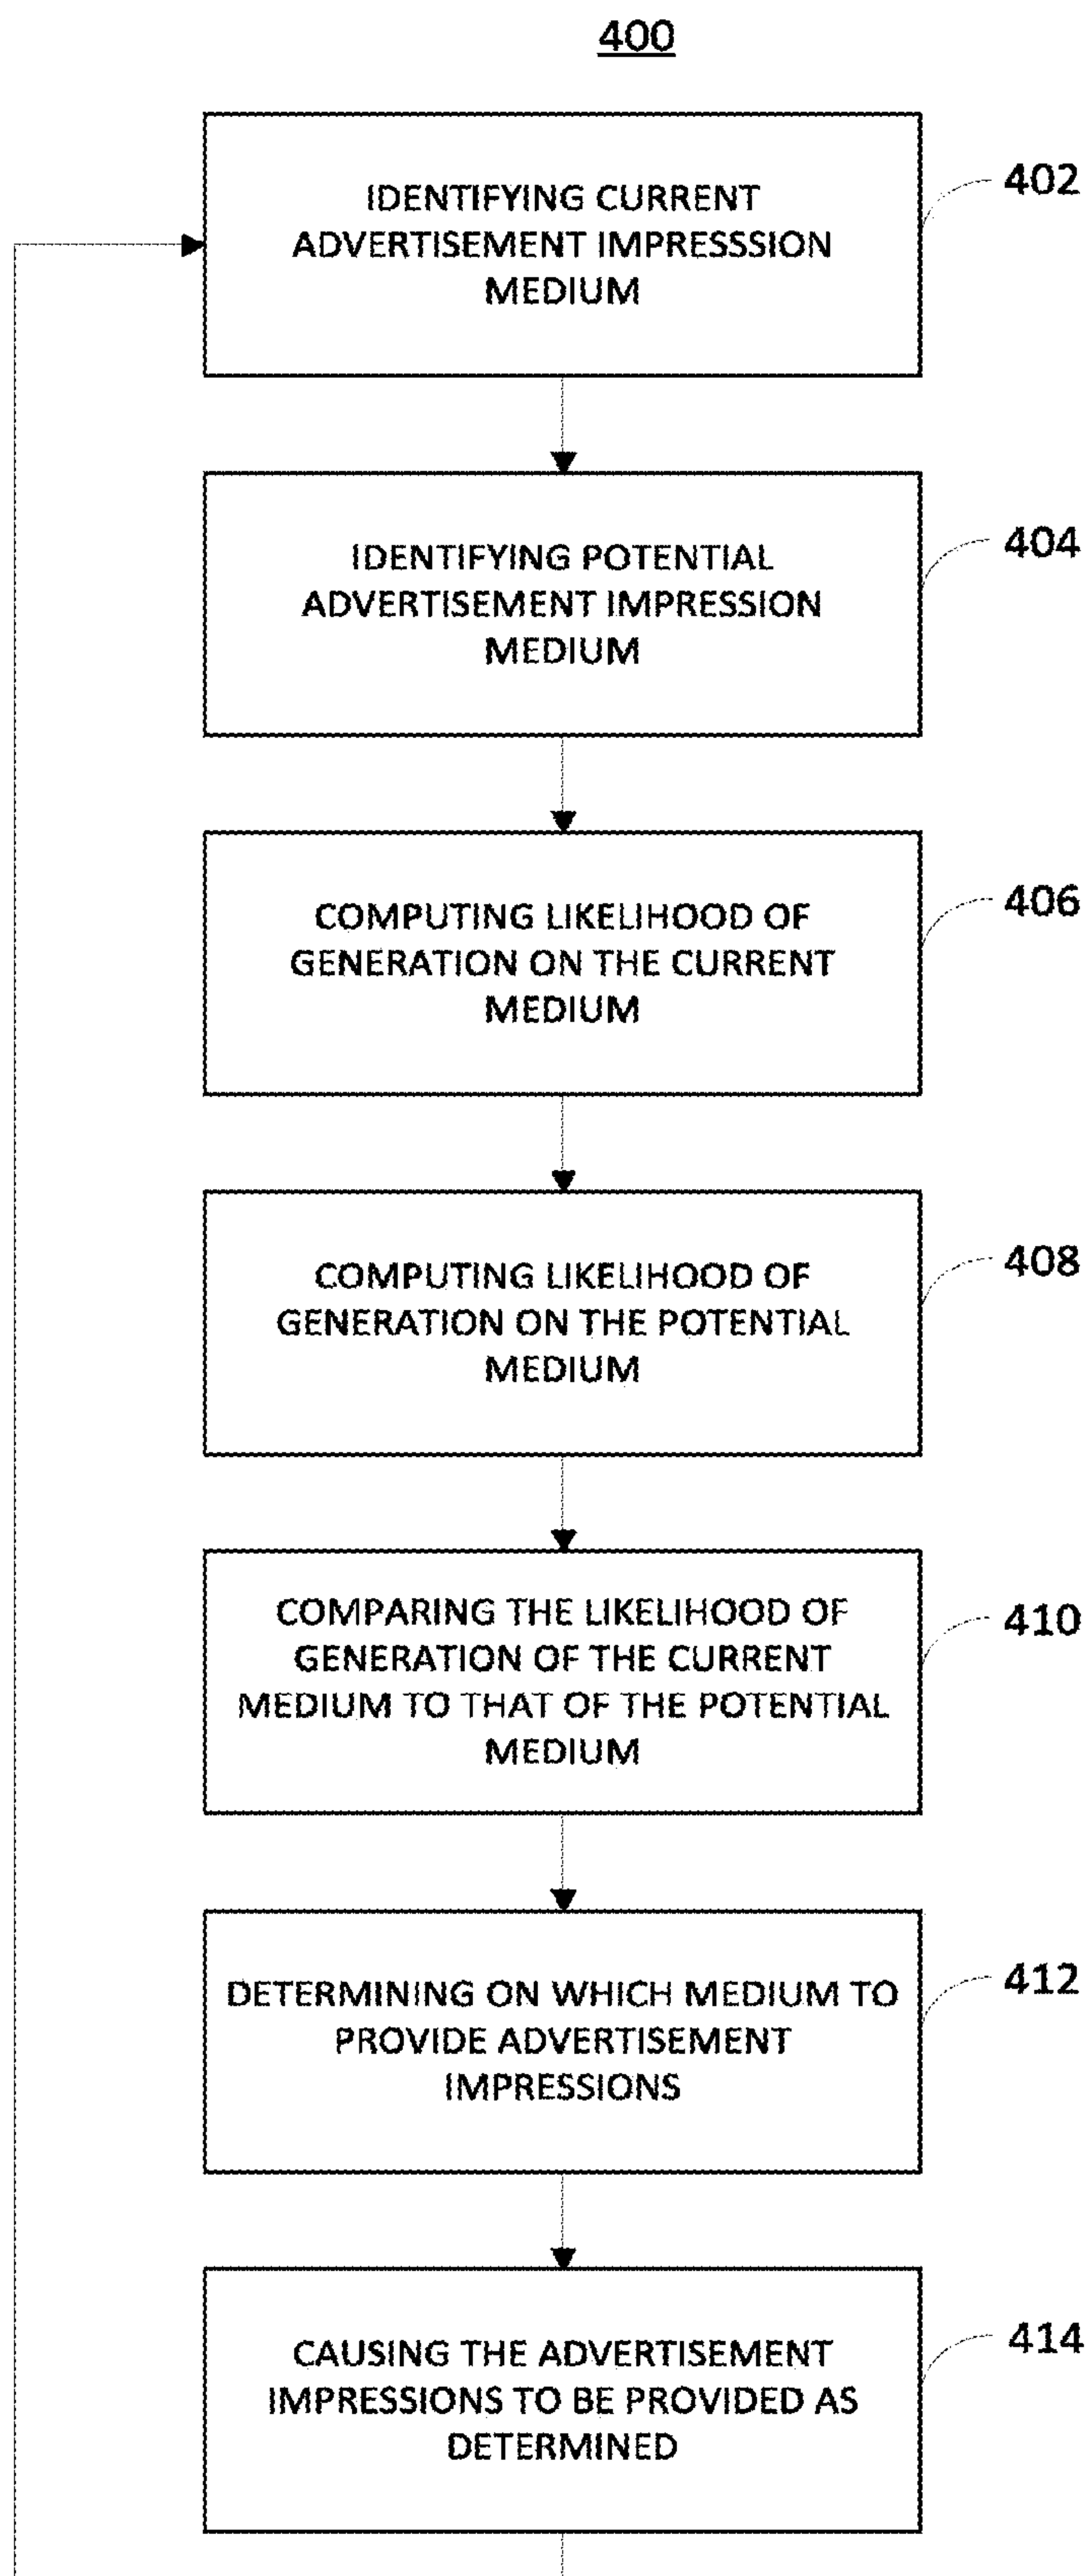 400
IDENTIFYING CURRENT
ADVERTISEMENT IMPRESSSION
MEDIUM
402
IDENTIFYING POTENTIAL
ADVERTISEMENT IMPRESSION
MEDIUM
404
COMPUTING LIKELIHOOD OF
GENERATION ON THE CURRENT
MEDIUM
406
COMPUTING LIKELIHOOD OF
GENERATION ON THE POTENTIAL
MEDIUM
408
COMPARING THE LIKELIHOOD OF
GENERATION OF THE CURRENT
MEDIUM TO THAT OF THE POTENTIAL
MEDIUM
410
DETERMINING ON WHICH MEDIUM TO
PROVIDE ADVERTISEMENT
IMPRESSIONS
412
CAUSING THE ADVERTISEMENT
IMPRESSIONS TO BE PROVIDED AS
DETERMINED
414